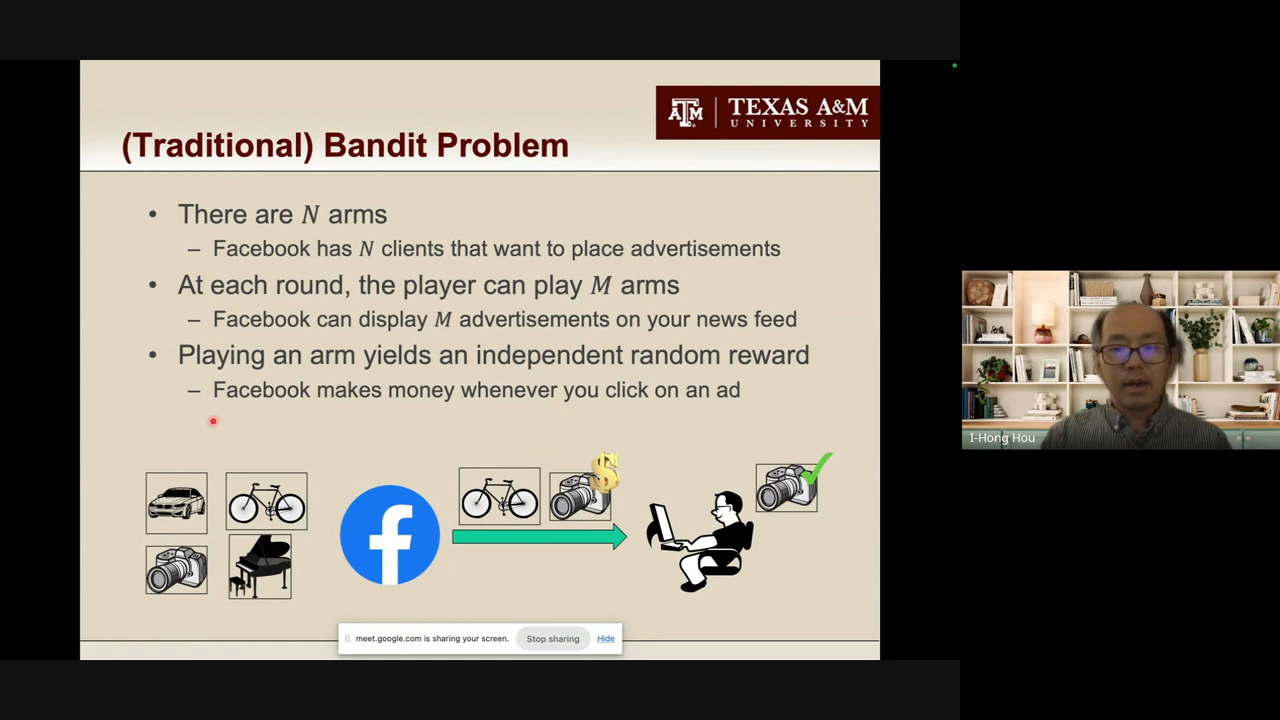 ATM | TEXAS A&M
UNIVERSITY
(Traditional) Bandit Problem
• There are N arms
– Facebook has N clients that want to place advertisements
• At each round, the player can play M arms
– Facebook can display M advertisements on your news feed
• Playing an arm yields an independent random reward
– Facebook makes money whenever you click on an ad
$
f
meet.google.com is sharing your screen. Stop sharing Hide
I-Hong Hou